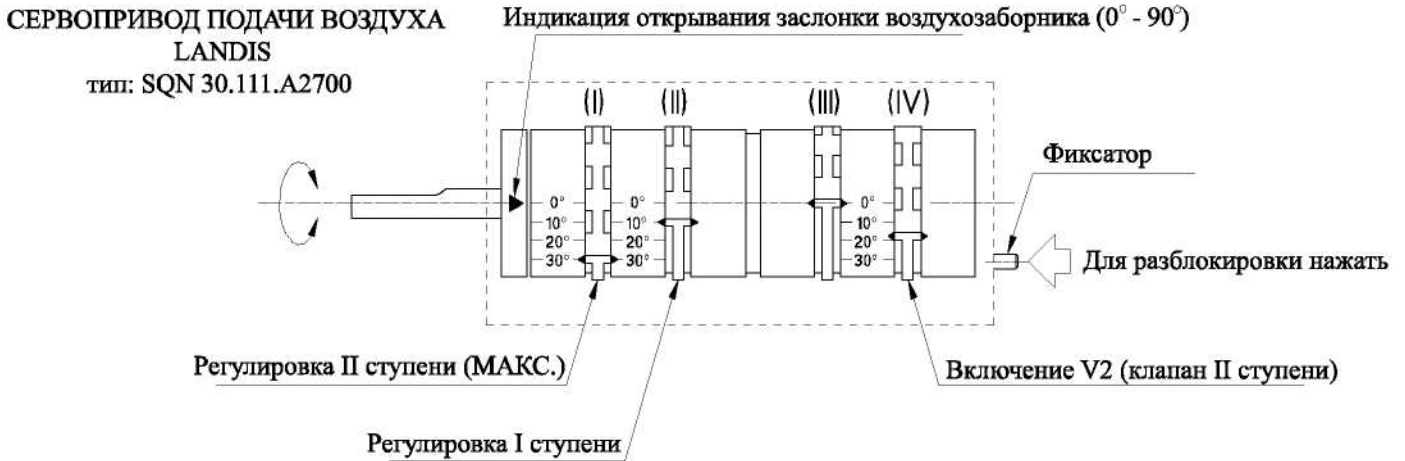 СЕРВОПРИВОД ПОДАЧИ ВОЗДУХА
LANDIS
тип: SQN 30.111.A2700
Индикация открывания заслонки воздухозаборника (0° - 90°)
(I) (II) (III) (IV)
Фиксатор
0° 0° 0°
10° 10° 10°
20° 20° 20°
30° 30° 30°
Для разблокировки нажать
Регулировка II ступени (МАКС.)
Включение V2 (клапан II ступени)
Регулировка I ступени